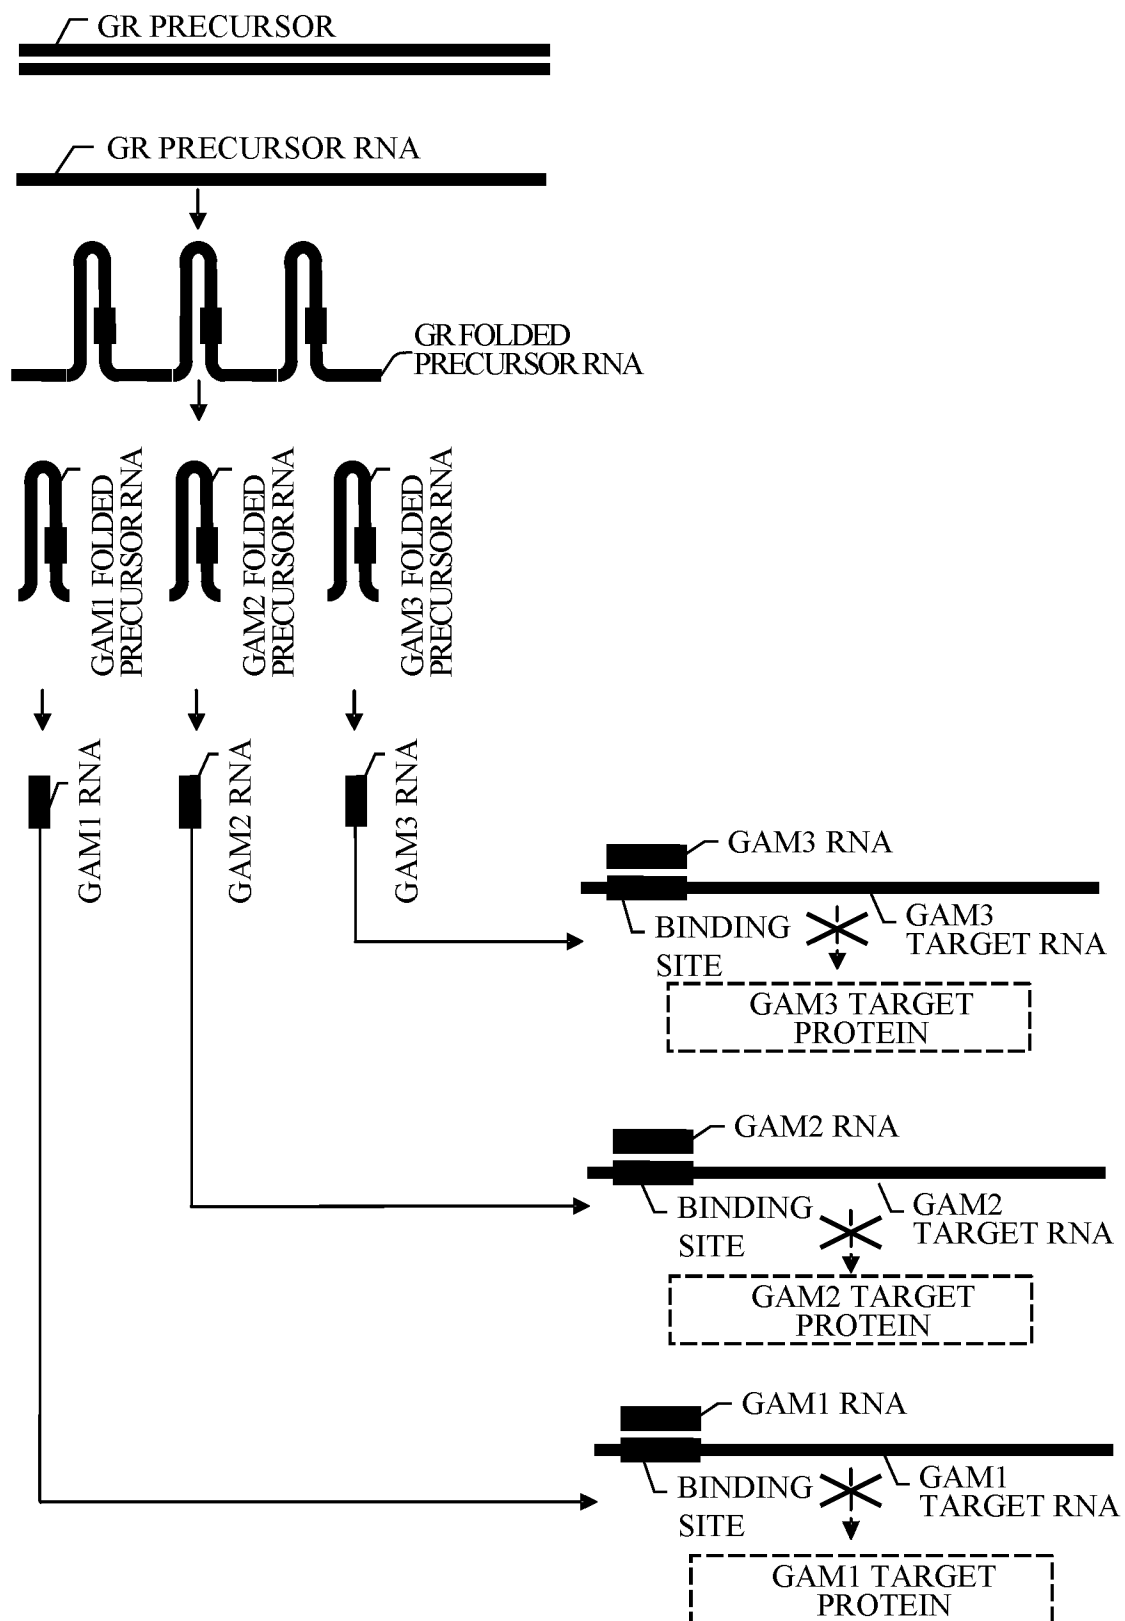 GR PRECURSOR
GR PRECURSOR RNA
GR FOLDED
PRECURSOR RNA
GAM1 FOLDED
PRECURSOR RNA
GAM2 FOLDED
PRECURSOR RNA
GAM3 FOLDED
PRECURSOR RNA
GAM1 RNA
GAM2 RNA
GAM3 RNA
GAM3 RNA
BINDING
SITE
GAM3
TARGET RNA
GAM3 TARGET
PROTEIN
GAM2 RNA
BINDING
SITE
GAM2
TARGET RNA
GAM2 TARGET
PROTEIN
GAM1 RNA
BINDING
SITE
GAM1
TARGET RNA
GAM1 TARGET
PROTEIN